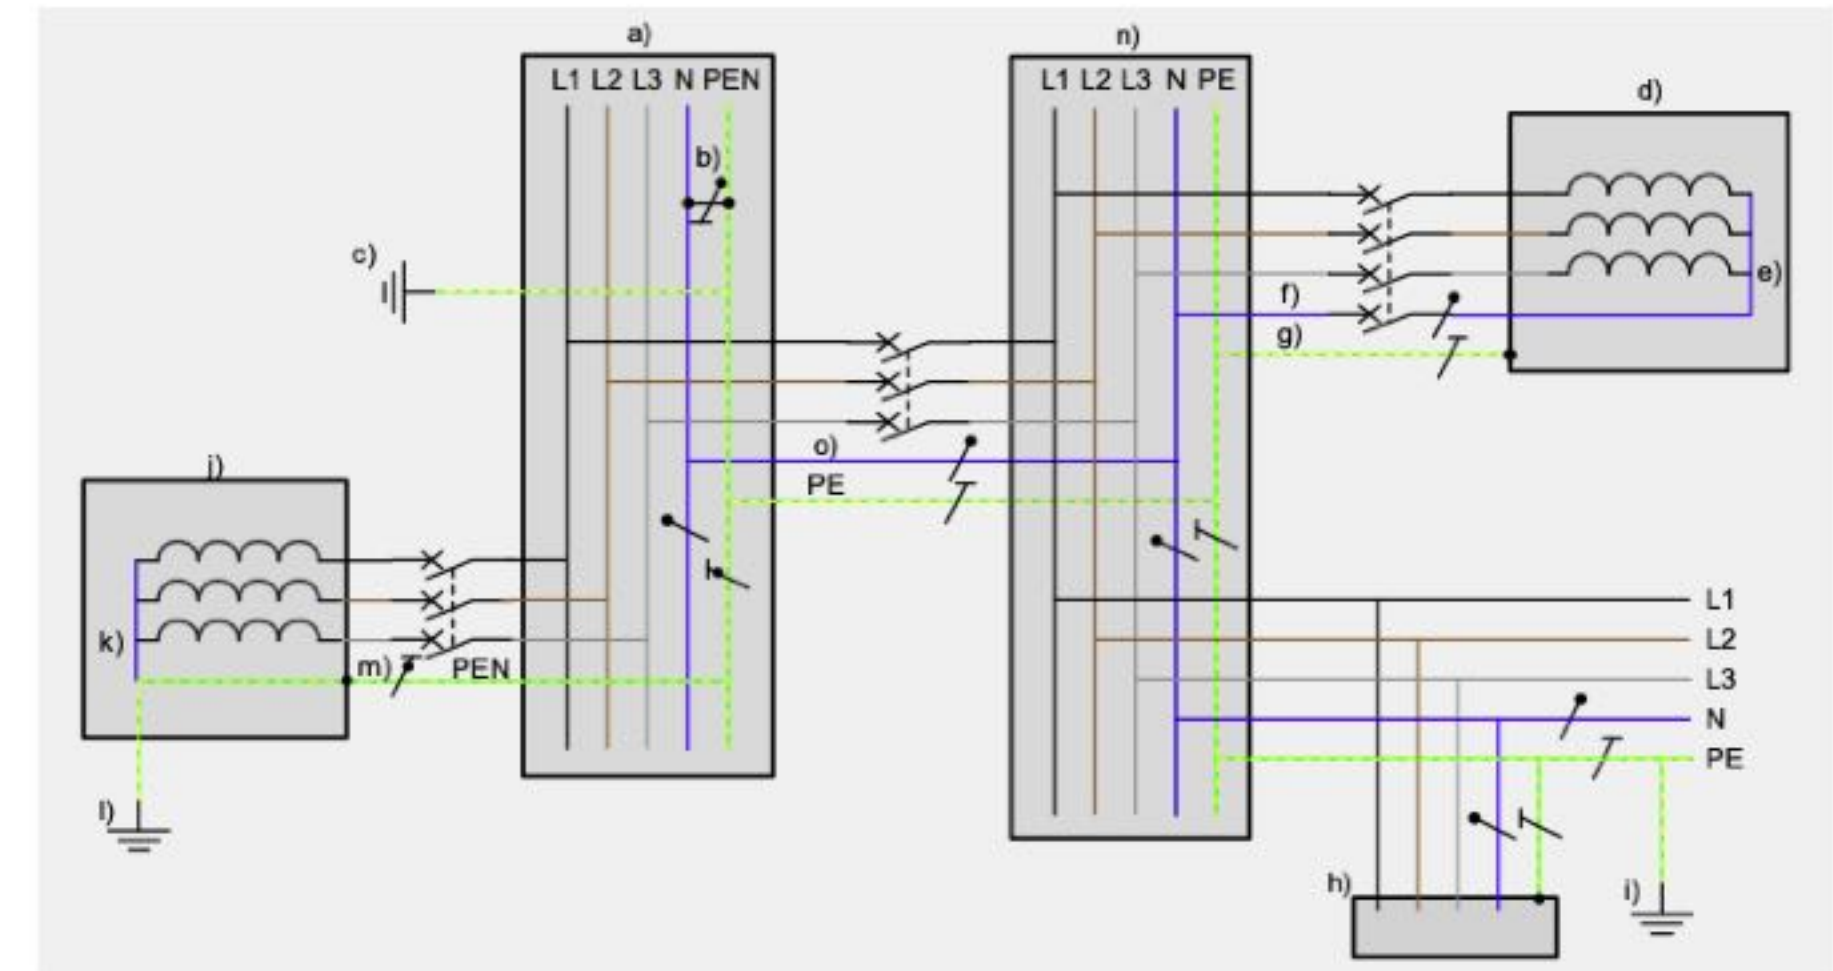 a)
n)
L1 L2 L3 N PEN
L1 L2 L3 N PE
d)
b)
c)
e)
f)
g)
o)
PE
j)
k)
m)
PEN
L1
L2
L3
N
PE
l)
h)
i)